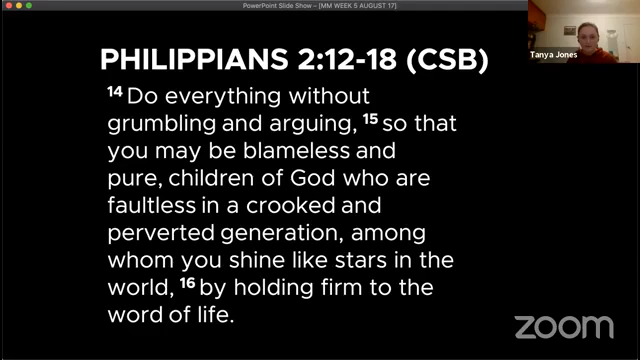 PowerPoint Slide Show – [MM WEEK 5 AUGUST 17]
PHILIPPIANS 2:12-18 (CSB)
14 Do everything without
grumbling and arguing, 15 so that
you may be blameless and
pure, children of God who are
faultless in a crooked and
perverted generation, among
whom you shine like stars in the
world, 16 by holding firm to the
word of life.
Tanya Jones
zoom